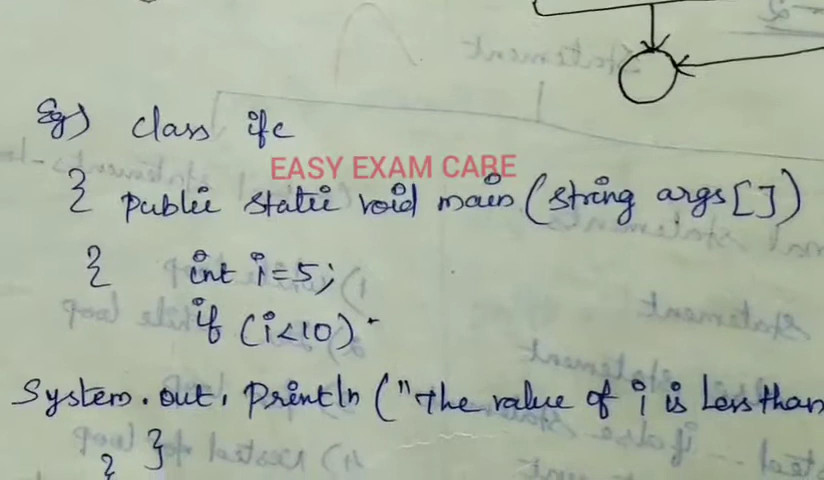 Eg) class ifc
EASY EXAM CARE
{ public static void main (string args [])
{ int i=5;
if (i<10)
System.out.println ("The value of i is Less than
}
}